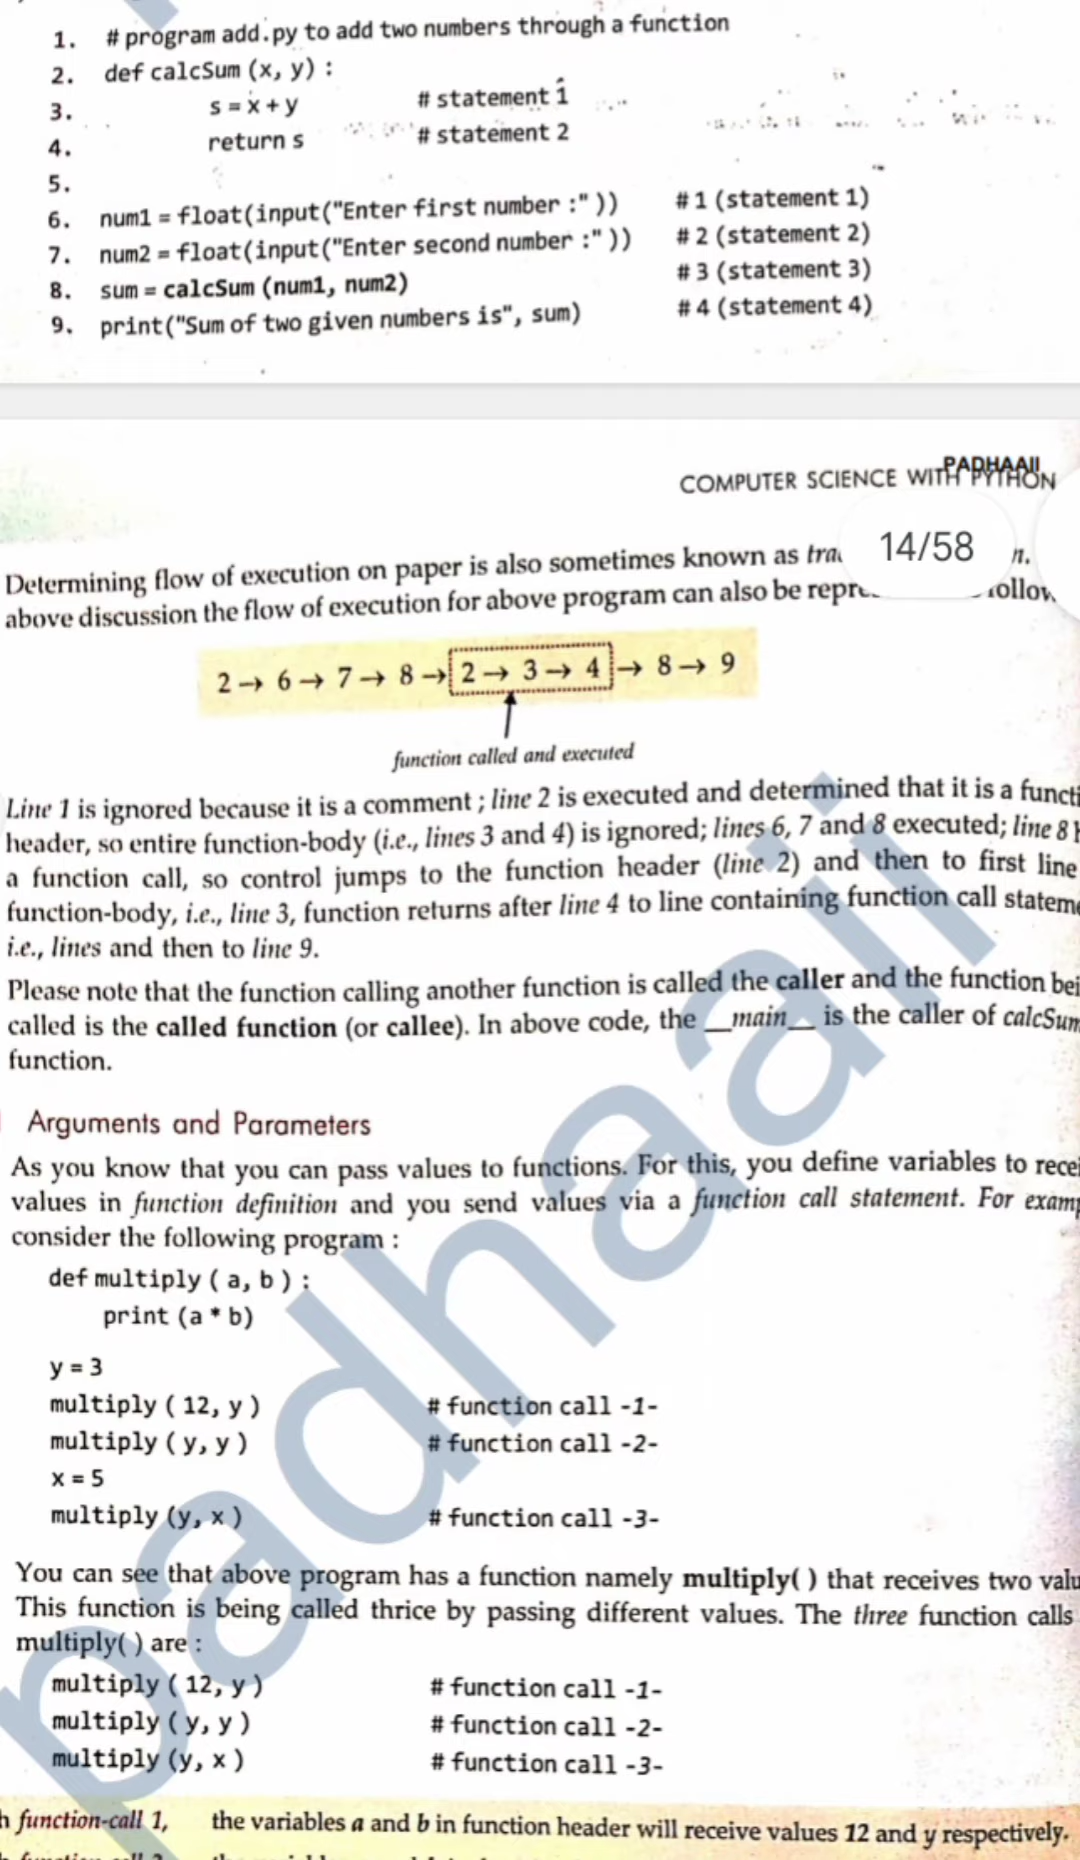 1. # program add.py to add two numbers through a function
2. def calcSum (x, y) :
3. s = x + y # statement 1
4. return s # statement 2
5.
6. num1 = float(input("Enter first number :" )) # 1 (statement 1)
7. num2 = float(input("Enter second number :" )) # 2 (statement 2)
8. sum = calcSum (num1, num2) # 3 (statement 3)
9. print("Sum of two given numbers is", sum) # 4 (statement 4)
PADHAAII
COMPUTER SCIENCE WITH PYTHON
14/58
Determining flow of execution on paper is also sometimes known as
above discussion the flow of execution for above program can also be
2 → 6 → 7 → 8 → 2 → 3 → 4 → 8 → 9
function called and executed
Line 1 is ignored because it is a comment ; line 2 is executed and determined that it is a functi
header, so entire function-body (i.e., lines 3 and 4) is ignored; lines 6, 7 and 8 executed; line 8
a function call, so control jumps to the function header (line 2) and then to first line
function-body, i.e., line 3, function returns after line 4 to line containing function call stateme
i.e., lines and then to line 9.
Please note that the function calling another function is called the caller and the function bei
called is the called function (or callee). In above code, the __main__ is the caller of calcSum
function.
Arguments and Parameters
As you know that you can pass values to functions. For this, you define variables to recei
values in function definition and you send values via a function call statement. For examp
consider the following program :
def multiply ( a, b ) :
print (a * b)
y = 3
multiply ( 12, y ) # function call -1-
multiply ( y, y ) # function call -2-
x = 5
multiply (y, x ) # function call -3-
You can see that above program has a function namely multiply( ) that receives two valu
This function is being called thrice by passing different values. The three function calls
multiply( ) are :
multiply ( 12, y ) # function call -1-
multiply ( y, y ) # function call -2-
multiply (y, x ) # function call -3-
function-call 1, the variables a and b in function header will receive values 12 and y respectively.
padhaaii